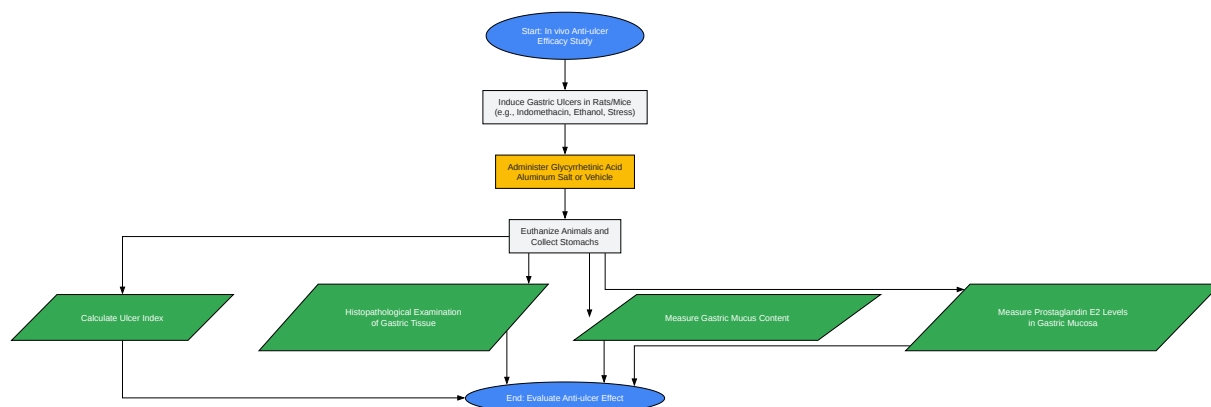 Start: In vivo Anti-ulcer
Efficacy Study
Induce Gastric Ulcers in Rats/Mice
(e.g., Indomethacin, Ethanol, Stress)
Administer Glycyrrhetinic Acid
Aluminum Salt or Vehicle
Euthanize Animals and
Collect Stomachs
Calculate Ulcer Index
Histopathological Examination
of Gastric Tissue
Measure Gastric Mucus Content
Measure Prostaglandin E2 Levels
in Gastric Mucosa
End: Evaluate Anti-ulcer Effect